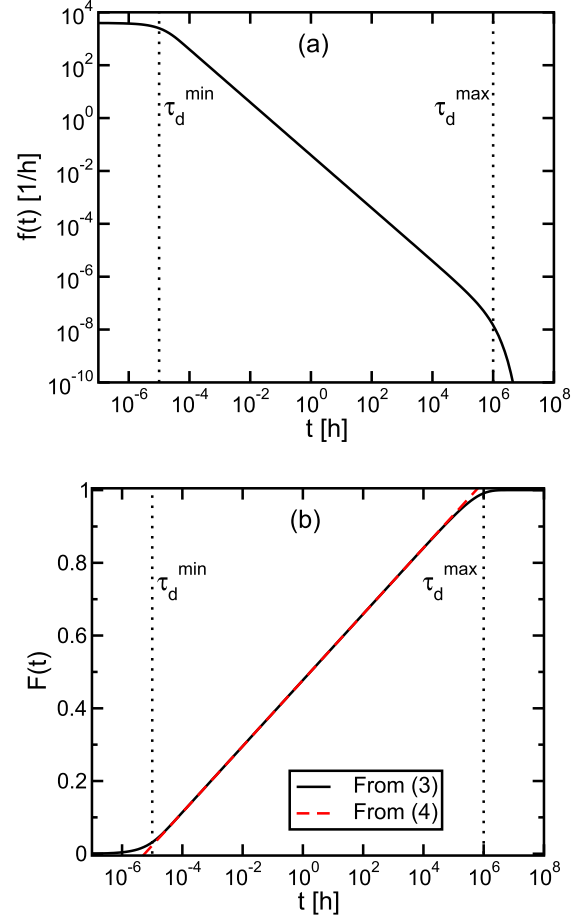 10^4
(a)
10^2
τ_d^min
τ_d^max
10^0
f(t) [1/h]
10^-2
10^-4
10^-6
10^-8
10^-10
10^-6 10^-4 10^-2 10^0 10^2 10^4 10^6 10^8
t [h]
1
(b)
0.8
τ_d^min
τ_d^max
0.6
F(t)
0.4
0.2
From (3)
From (4)
0
10^-6 10^-4 10^-2 10^0 10^2 10^4 10^6 10^8
t [h]